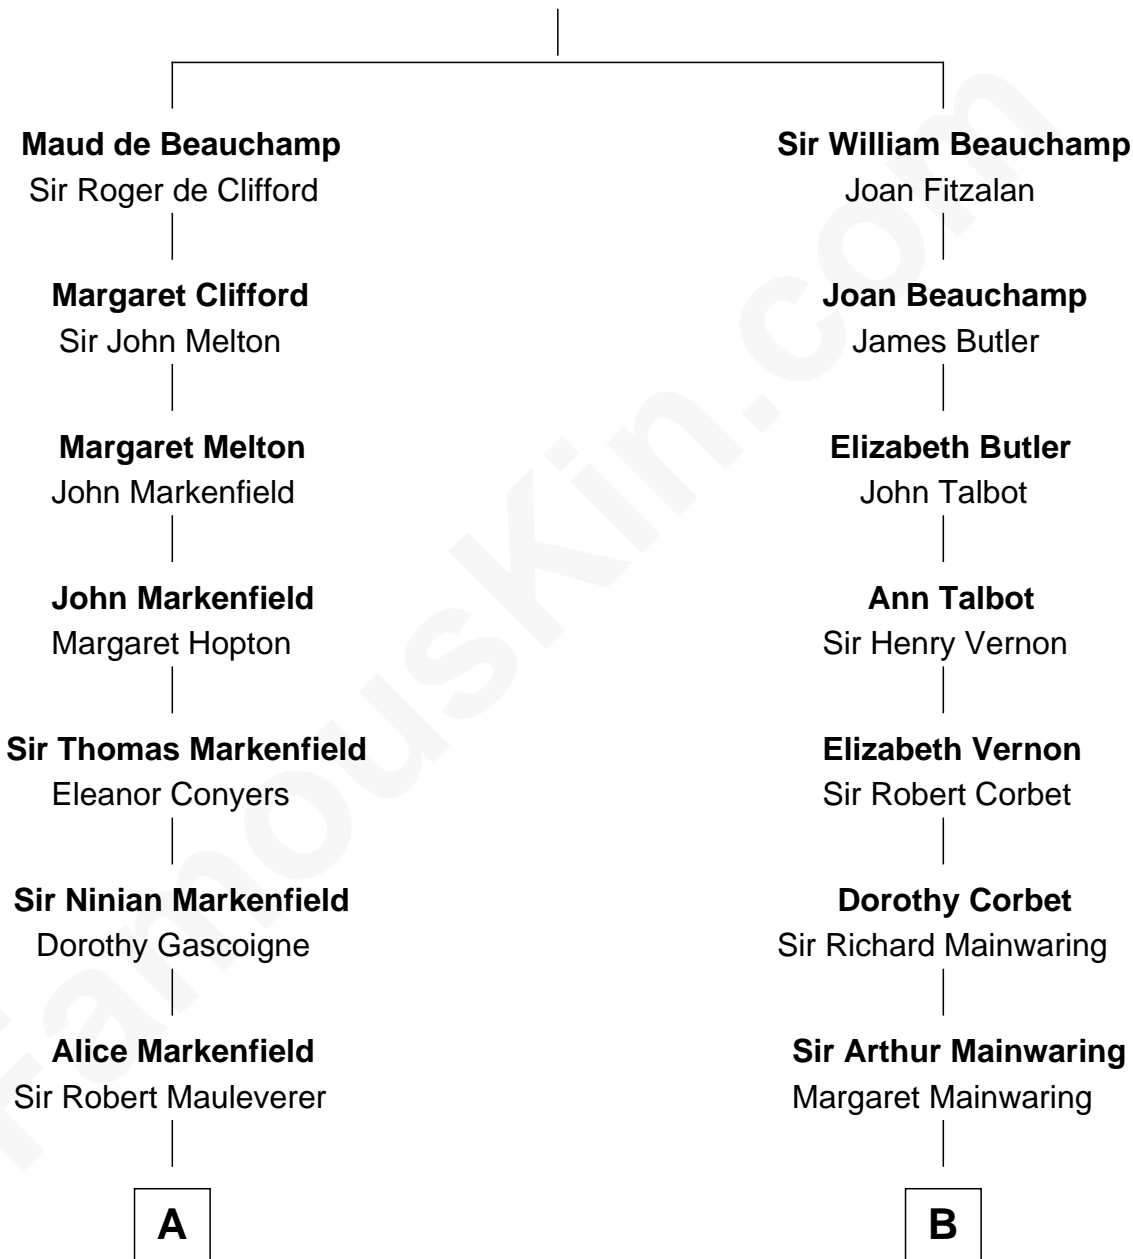 Maud de Beauchamp
Sir Roger de Clifford
Margaret Clifford
Sir John Melton
Margaret Melton
John Markenfield
John Markenfield
Margaret Hopton
Sir Thomas Markenfield
Eleanor Conyers
Sir Ninian Markenfield
Dorothy Gascoigne
Alice Markenfield
Sir Robert Mauleverer
A
Sir William Beauchamp
Joan Fitzalan
Joan Beauchamp
James Butler
Elizabeth Butler
John Talbot
Ann Talbot
Sir Henry Vernon
Elizabeth Vernon
Sir Robert Corbet
Dorothy Corbet
Sir Richard Mainwaring
Sir Arthur Mainwaring
Margaret Mainwaring
B
FamousKin.com